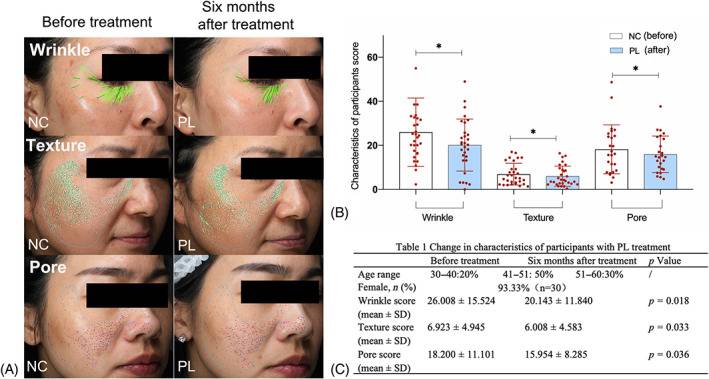 Before treatment
Six months
after treatment
Wrinkle
NC
PL
Texture
NC
PL
Pore
NC
PL
(A)
NC (before)
PL (after)
60
40
20
0
Characteristics of participants score
*
*
*
Wrinkle
Texture
Pore
(B)
Table 1 Change in characteristics of participants with PL treatment
Before treatment Six months after treatment p Value
Age range 30–40:20% 41–51: 50% 51–60:30% /
Female, n (%) 93.33% (n=30)
Wrinkle score 26.008 ± 15.524 20.143 ± 11.840 p = 0.018
(mean ± SD)
Texture score 6.923 ± 4.945 6.008 ± 4.583 p = 0.033
(mean ± SD)
Pore score 18.200 ± 11.101 15.954 ± 8.285 p = 0.036
(mean ± SD)
(C)